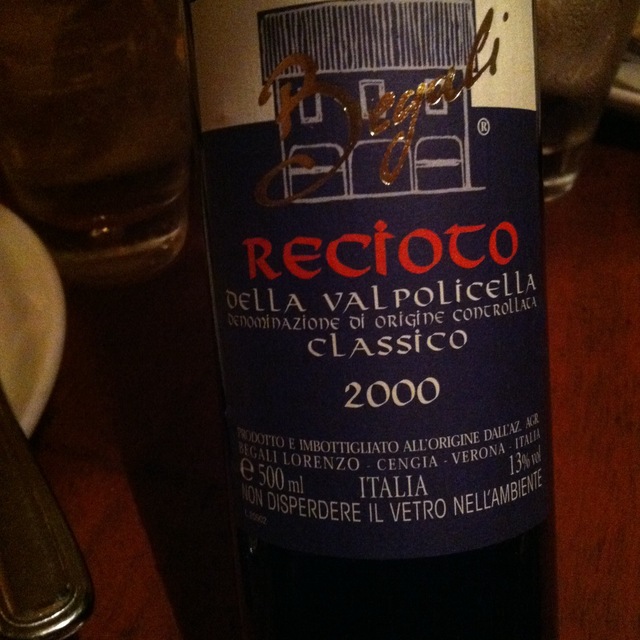 Begali
®
RECIOTO
DELLA VALPOLICELLA
DENOMINAZIONE DI ORIGINE CONTROLLATA
CLASSICO
2000
PRODOTTO E IMBOTTIGLIATO ALL'ORIGINE DALL'AZ. AGR.
BEGALI LORENZO - CENGIA - VERONA - ITALIA
e 500 ml ITALIA 13% vol
NON DISPERDERE IL VETRO NELL'AMBIENTE